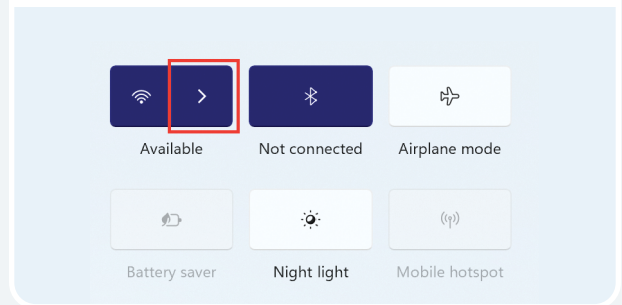 Available
Not connected
Airplane mode
Battery saver
Night light
Mobile hotspot